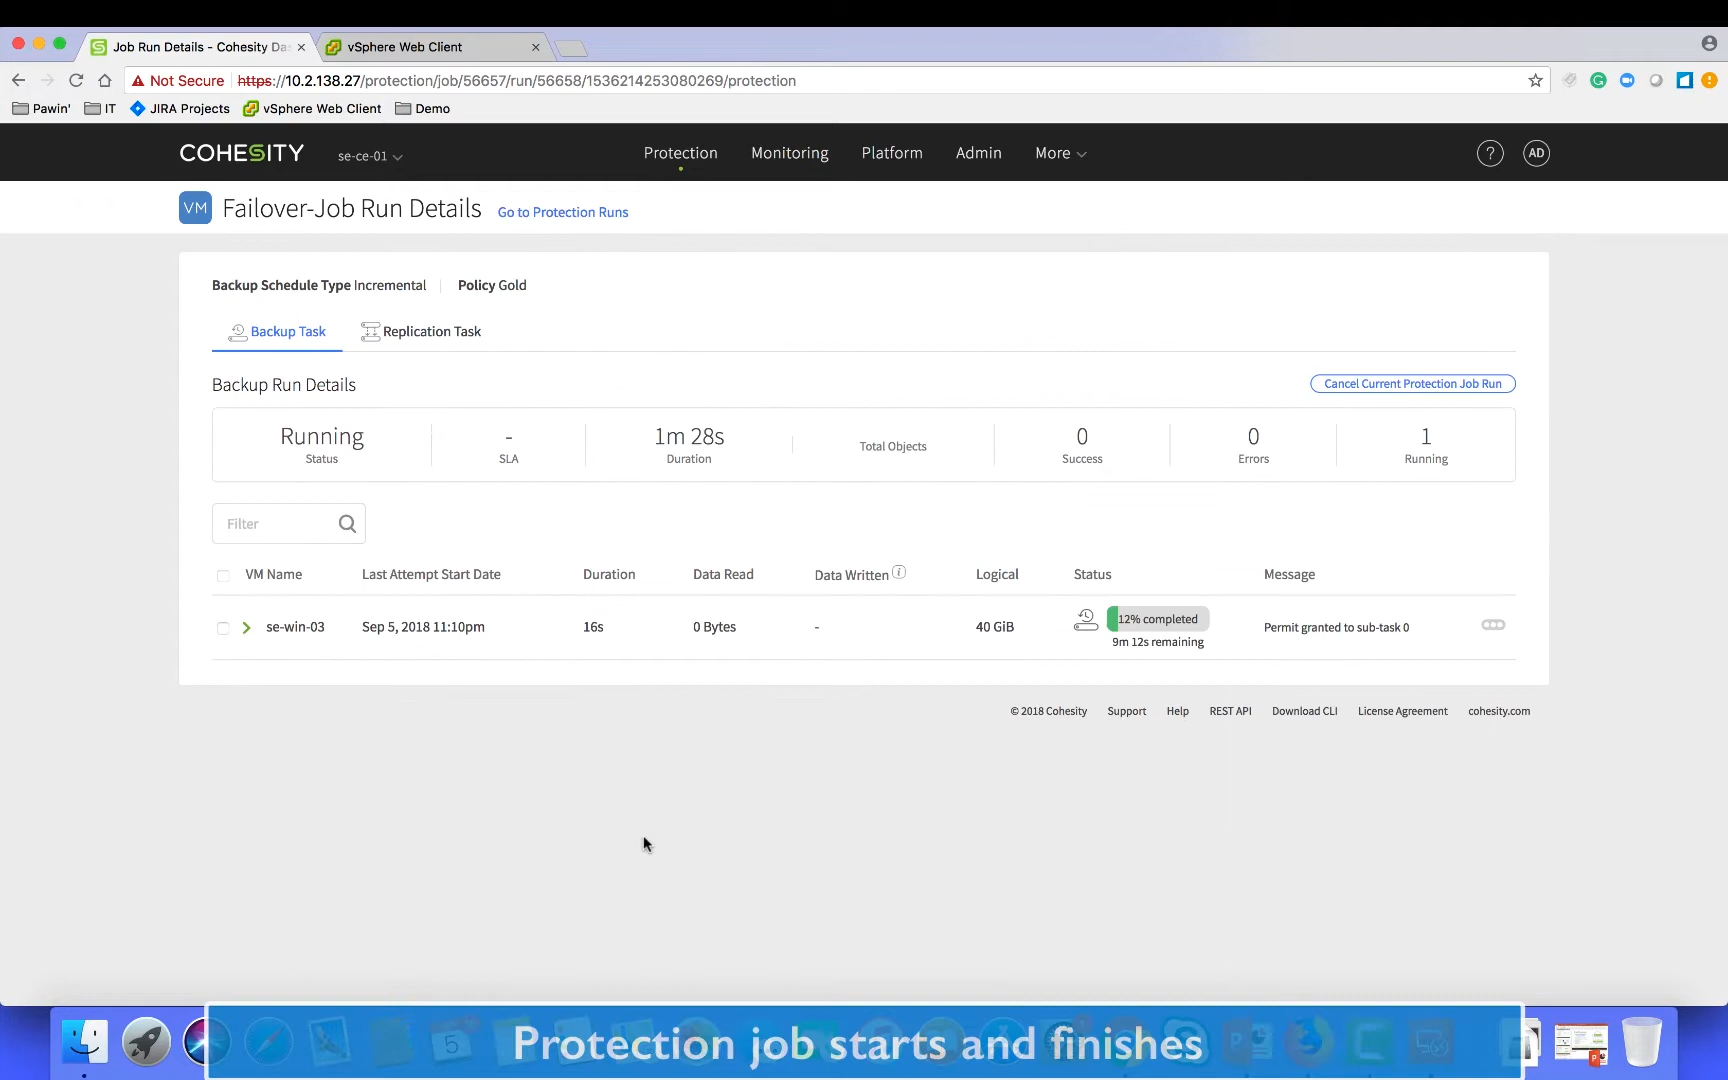 Job Run Details - Cohesity Da
vSphere Web Client
Not Secure https://10.2.138.27/protection/job/56657/run/56658/1536214253080269/protection
Pawin' IT JIRA Projects vSphere Web Client Demo
COHESITY se-ce-01 Protection Monitoring Platform Admin More ? AD
VM Failover-Job Run Details Go to Protection Runs
Backup Schedule Type Incremental Policy Gold
Backup Task Replication Task
Backup Run Details Cancel Current Protection Job Run
Running - 1m 28s 0 0 1
Status SLA Duration Total Objects Success Errors Running
Filter
VM Name Last Attempt Start Date Duration Data Read Data Written Logical Status Message
se-win-03 Sep 5, 2018 11:10pm 16s 0 Bytes - 40 GiB 12% completed Permit granted to sub-task 0
9m 12s remaining
© 2018 Cohesity Support Help REST API Download CLI License Agreement cohesity.com
Protection job starts and finishes
5